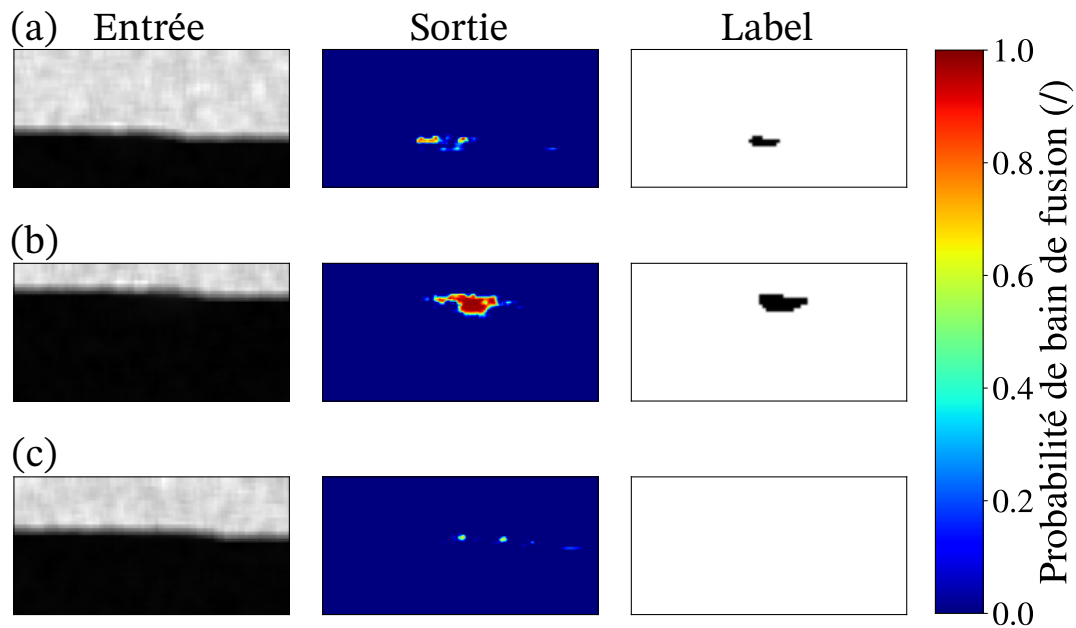 (a) Entrée Sortie Label
(b)
(c)
1.0
0.8
0.6
0.4
0.2
0.0
Probabilité de bain de fusion (/)